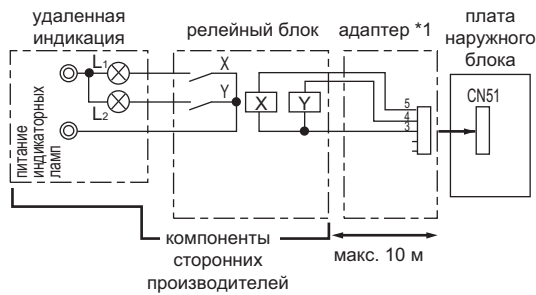 удаленная
индикация
релейный блок
адаптер *1
плата
наружного
блока
L1
X
Y
L2
X
Y
5
4
3
CN51
питание
индикаторных
ламп
компоненты
сторонних
производителей
макс. 10 м